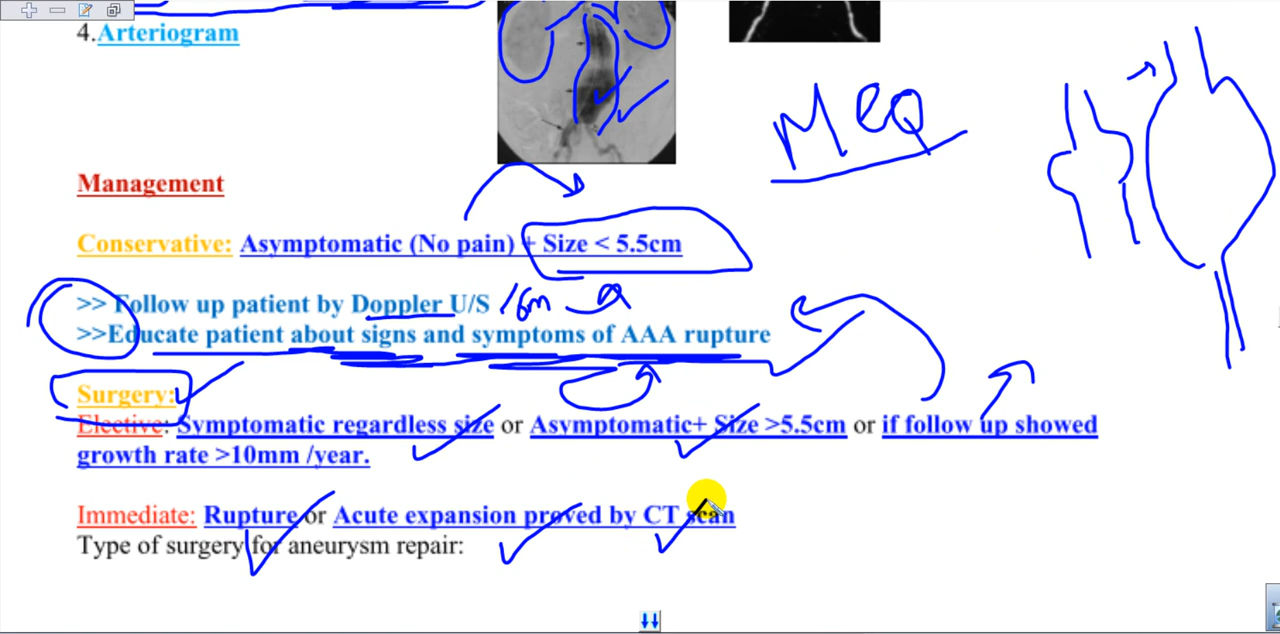 4.Arteriogram
MCQ
Management
Conservative: Asymptomatic (No pain) + Size < 5.5cm
>> Follow up patient by Doppler U/S /6m
>>Educate patient about signs and symptoms of AAA rupture
Surgery:
Elective: Symptomatic regardless size or Asymptomatic+ Size >5.5cm or if follow up showed
growth rate >10mm /year.
Immediate: Rupture or Acute expansion proved by CT scan
Type of surgery for aneurysm repair: